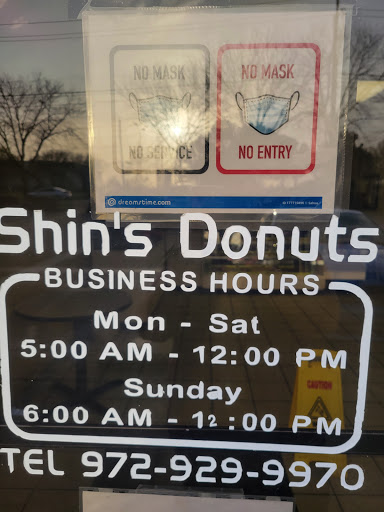 NO MASK
NO SERVICE
NO MASK
NO ENTRY
dreamstime.com
Shin's Donuts
BUSINESS HOURS
Mon - Sat
5:00 AM - 12:00 PM
Sunday
6:00 AM - 12:00 PM
CAUTION
TEL 972-929-9970